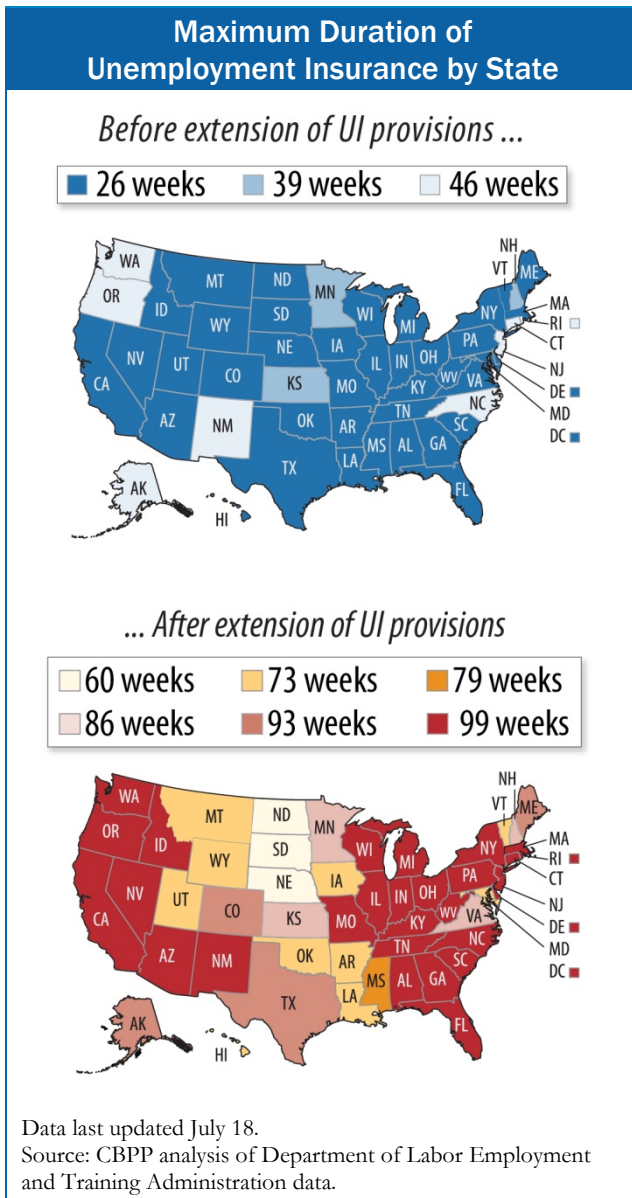 Maximum Duration of
Unemployment Insurance by State
Before extension of UI provisions ...
26 weeks 39 weeks 46 weeks
WA
OR
ID
MT
ND
MN
SD
WY
NE
IA
WI
MI
IL
IN
OH
PA
NY
VT
NH
ME
MA
RI
CT
NJ
DE
MD
DC
CA
NV
UT
CO
KS
MO
KY
WV
VA
AZ
NM
OK
AR
TN
NC
SC
TX
LA
MS
AL
GA
FL
AK
HI
... After extension of UI provisions
60 weeks 73 weeks 79 weeks
86 weeks 93 weeks 99 weeks
WA
OR
ID
MT
ND
MN
SD
WY
NE
IA
WI
MI
IL
IN
OH
PA
NY
VT
NH
ME
MA
RI
CT
NJ
DE
MD
DC
CA
NV
UT
CO
KS
MO
KY
WV
VA
AZ
NM
OK
AR
TN
NC
SC
TX
LA
MS
AL
GA
FL
AK
HI
Data last updated July 18.
Source: CBPP analysis of Department of Labor Employment
and Training Administration data.